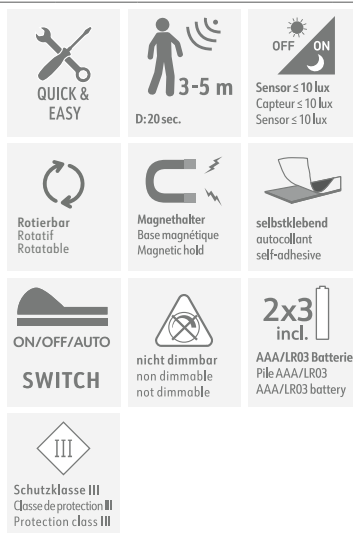 QUICK &
EASY
3-5 m
D:20 sec.
OFF ON
Sensor ≤ 10 lux
Capteur ≤ 10 lux
Sensor ≤ 10 lux
Rotierbar
Rotatif
Rotatable
Magnethalter
Base magnétique
Magnetic hold
selbstklebend
autocollant
self-adhesive
ON/OFF/AUTO
SWITCH
nicht dimmbar
non dimmable
not dimmable
2x3
incl.
AAA/LR03 Batterie
Pile AAA/LR03
AAA/LR03 battery
III
Schutzklasse III
Classe de protection III
Protection class III